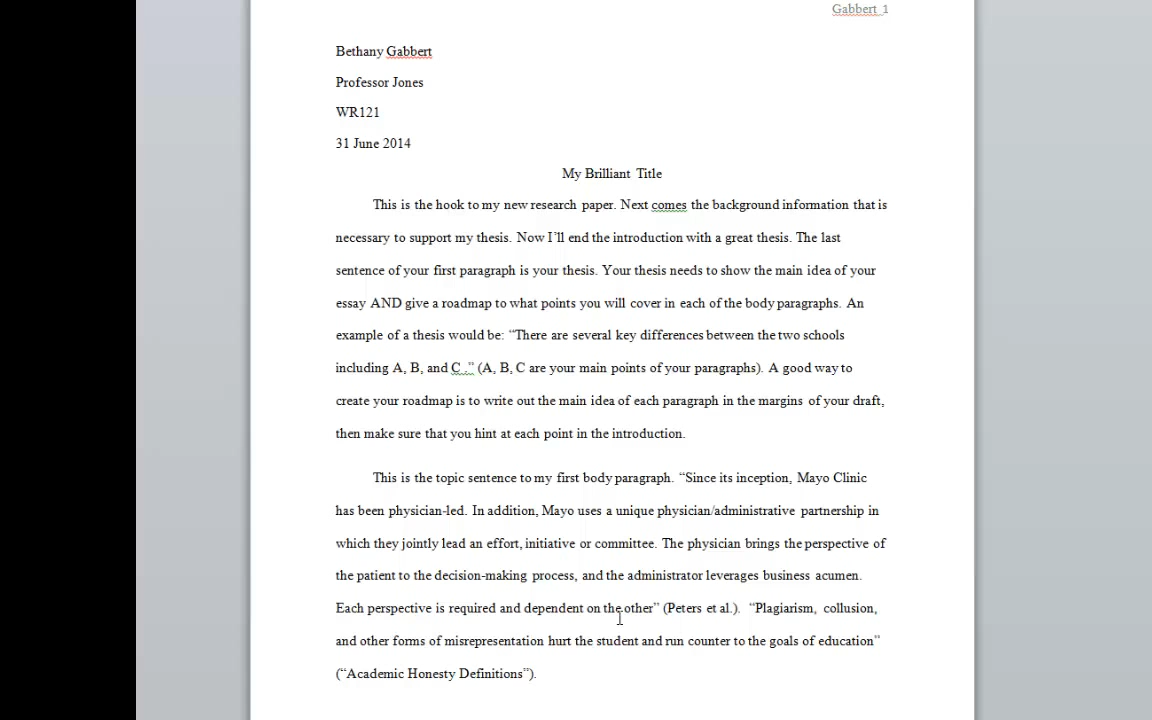 Gabbert 1
Bethany Gabbert
Professor Jones
WR121
31 June 2014
My Brilliant Title
This is the hook to my new research paper. Next comes the background information that is
necessary to support my thesis. Now I’ll end the introduction with a great thesis. The last
sentence of your first paragraph is your thesis. Your thesis needs to show the main idea of your
essay AND give a roadmap to what points you will cover in each of the body paragraphs. An
example of a thesis would be: “There are several key differences between the two schools
including A, B, and C .” (A, B, C are your main points of your paragraphs). A good way to
create your roadmap is to write out the main idea of each paragraph in the margins of your draft,
then make sure that you hint at each point in the introduction.
This is the topic sentence to my first body paragraph. “Since its inception, Mayo Clinic
has been physician-led. In addition, Mayo uses a unique physician/administrative partnership in
which they jointly lead an effort, initiative or committee. The physician brings the perspective of
the patient to the decision-making process, and the administrator leverages business acumen.
Each perspective is required and dependent on the other” (Peters et al.). “Plagiarism, collusion,
and other forms of misrepresentation hurt the student and run counter to the goals of education”
(“Academic Honesty Definitions”).